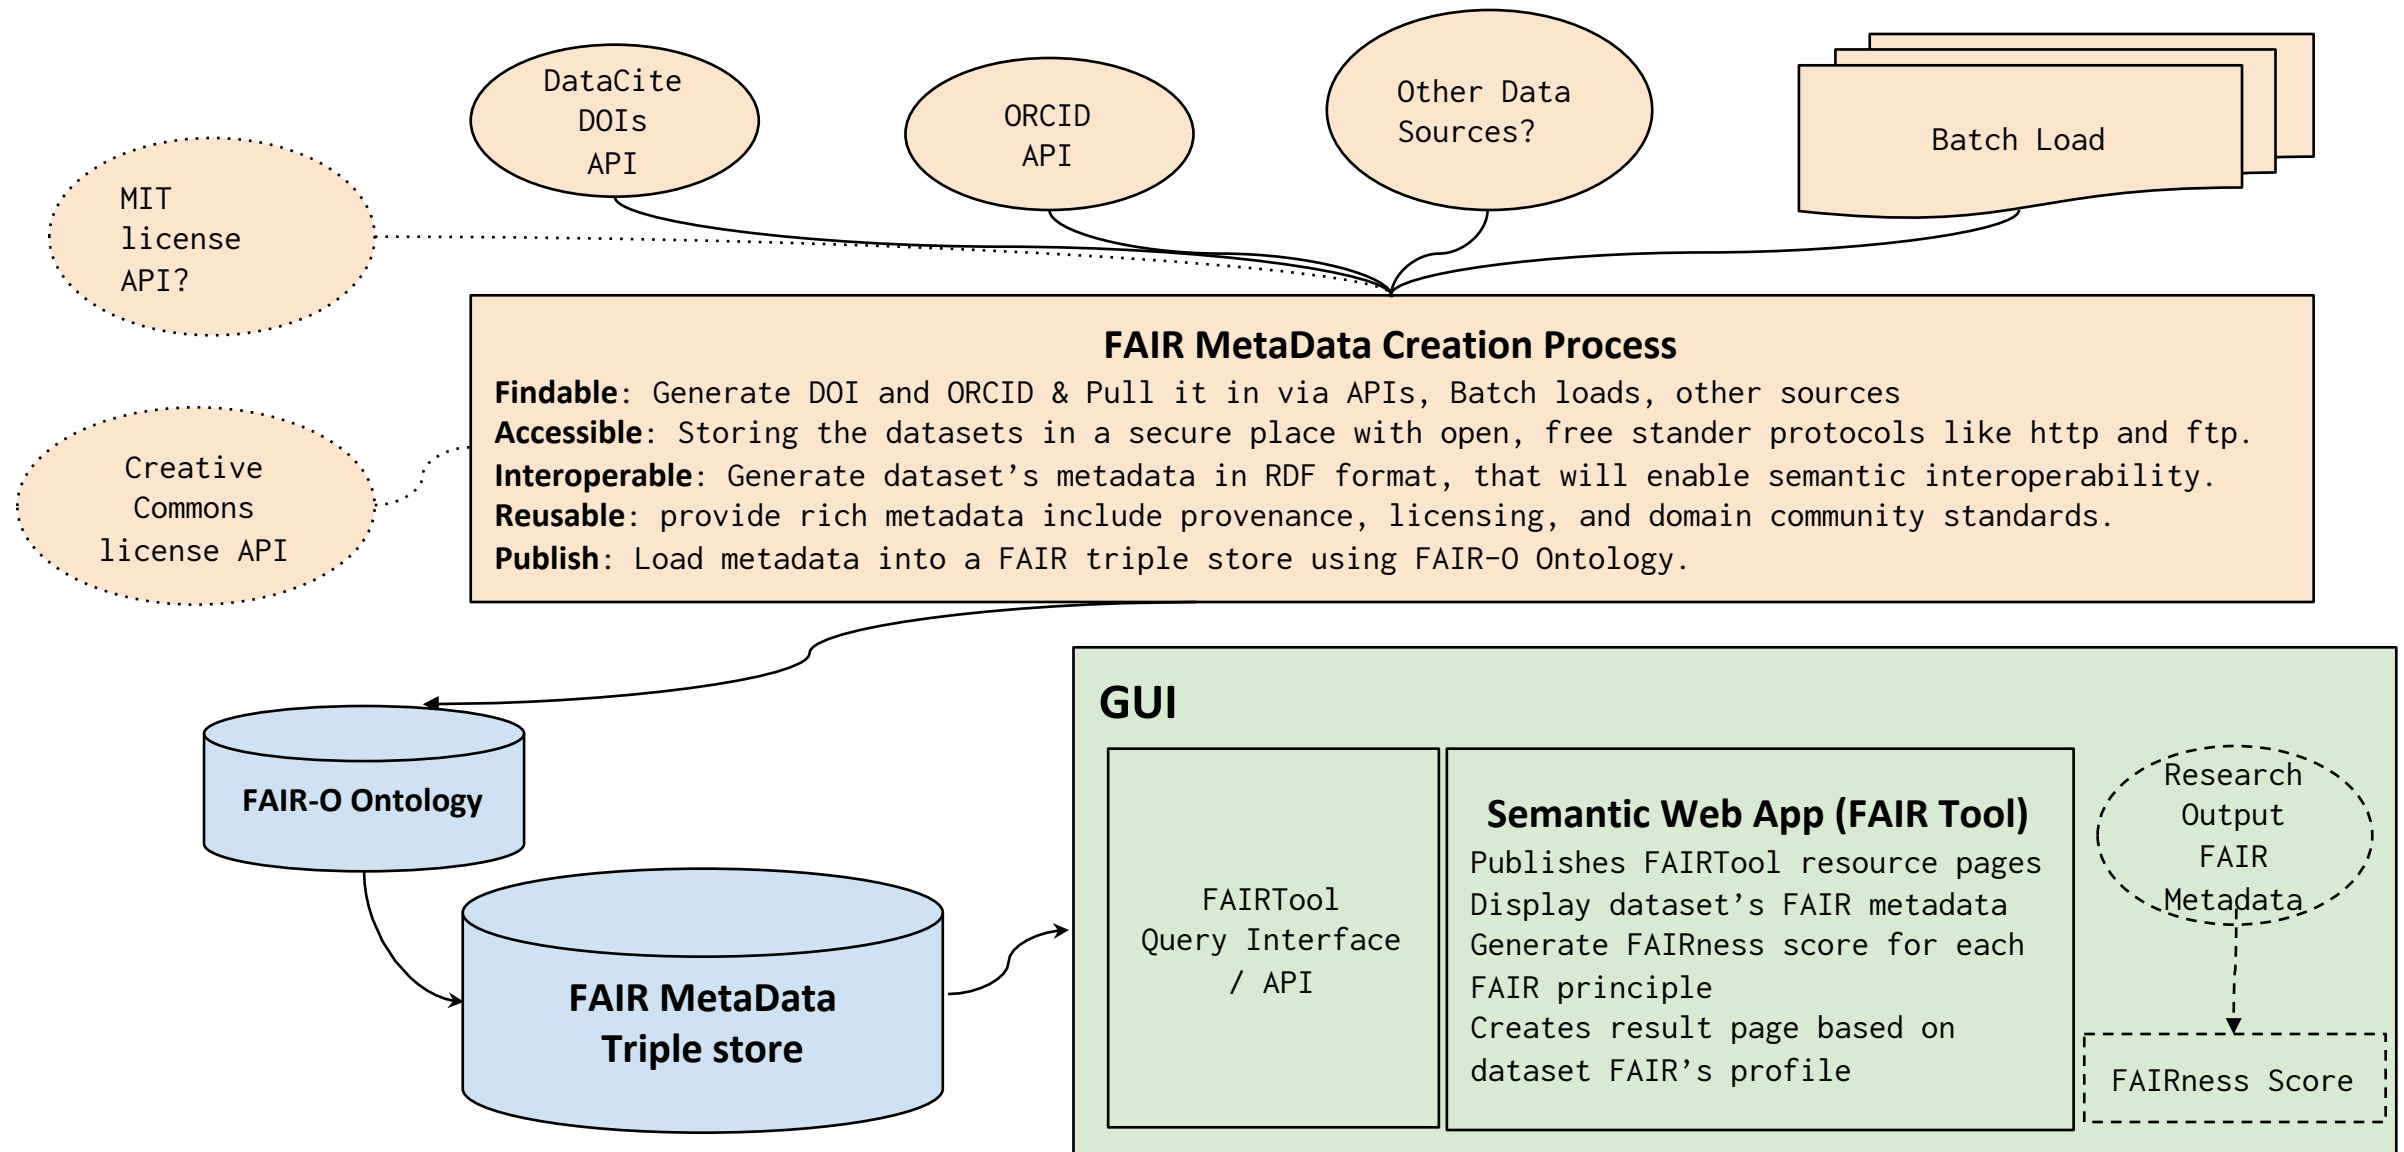 DataCite
DOIs
API
ORCID
API
Other Data
Sources?
Batch Load
MIT
license
API?
Creative
Commons
license API
FAIR MetaData Creation Process
Findable: Generate DOI and ORCID & Pull it in via APIs, Batch loads, other sources
Accessible: Storing the datasets in a secure place with open, free stander protocols like http and ftp.
Interoperable: Generate dataset’s metadata in RDF format, that will enable semantic interoperability.
Reusable: provide rich metadata include provenance, licensing, and domain community standards.
Publish: Load metadata into a FAIR triple store using FAIR-O Ontology.
FAIR-O Ontology
FAIR MetaData
Triple store
GUI
FAIRTool
Query Interface
/ API
Semantic Web App (FAIR Tool)
Publishes FAIRTool resource pages
Display dataset’s FAIR metadata
Generate FAIRness score for each
FAIR principle
Creates result page based on
dataset FAIR’s profile
Research
Output
FAIR
Metadata
FAIRness Score